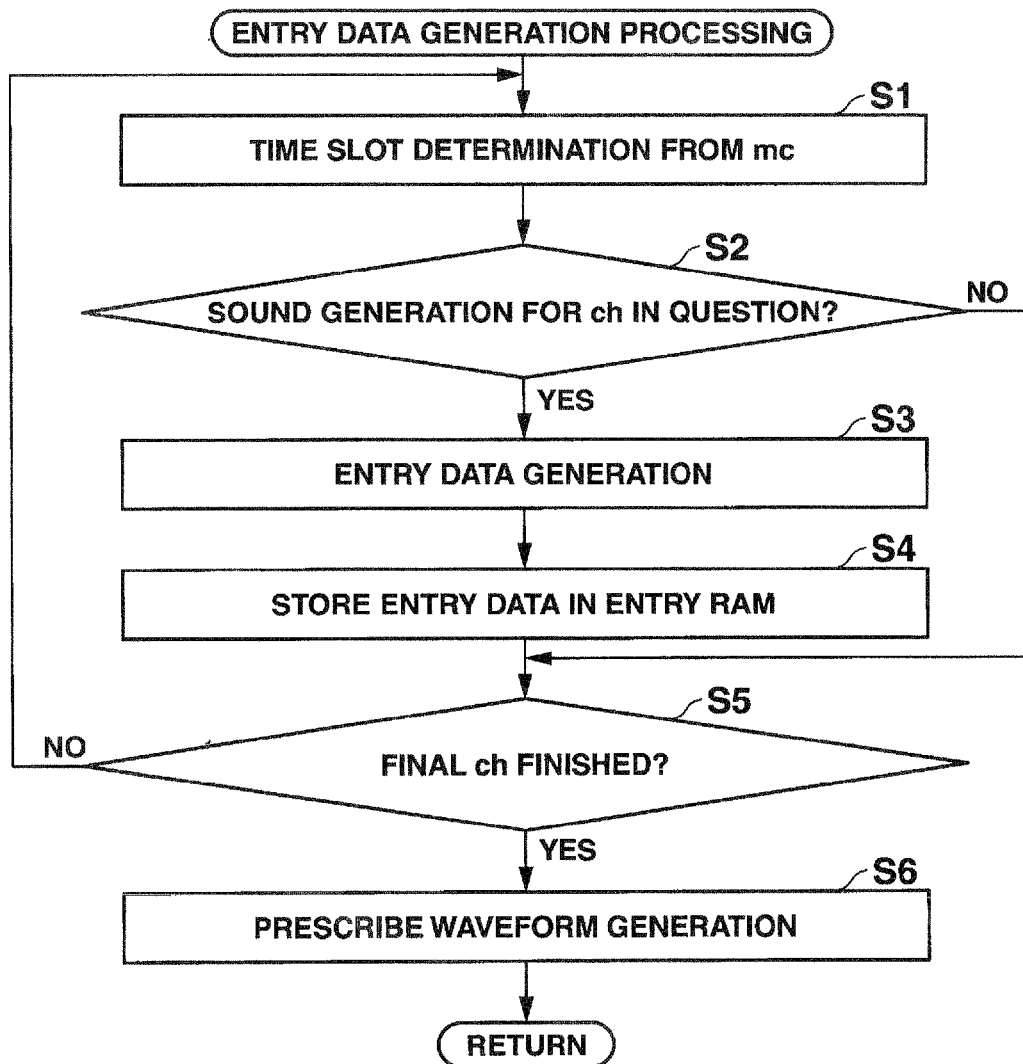 ENTRY DATA GENERATION PROCESSING
S1
TIME SLOT DETERMINATION FROM mc
S2
SOUND GENERATION FOR ch IN QUESTION?
NO
YES
S3
ENTRY DATA GENERATION
S4
STORE ENTRY DATA IN ENTRY RAM
S5
NO
FINAL ch FINISHED?
YES
S6
PRESCRIBE WAVEFORM GENERATION
RETURN